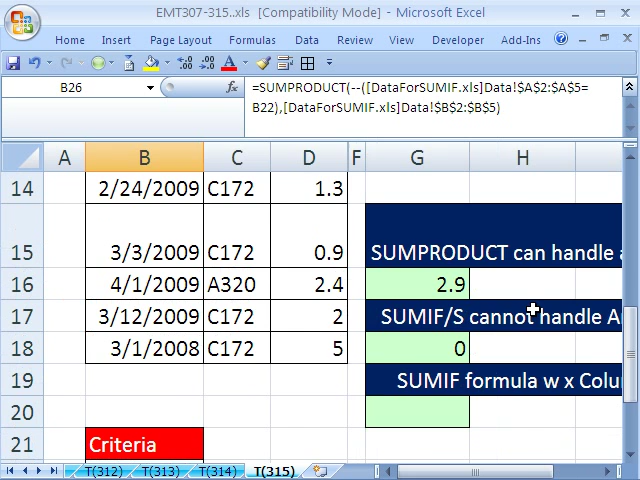 EMT307-315..xls [Compatibility Mode] - Microsoft Excel
Home Insert Page Layout Formulas Data Review View Developer Add-Ins
B26 fx =SUMPRODUCT(--([DataForSUMIF.xls]Data!$A$2:$A$5=
B22),[DataForSUMIF.xls]Data!$B$2:$B$5)
A B C D F G H
14 2/24/2009 C172 1.3
15 3/3/2009 C172 0.9 SUMPRODUCT can handle a
16 4/1/2009 A320 2.4 2.9
17 3/12/2009 C172 2 SUMIF/S cannot handle Ar
18 3/1/2008 C172 5 0
19 SUMIF formula w x Colu
20
21 Criteria
T(312) T(313) T(314) T(315)